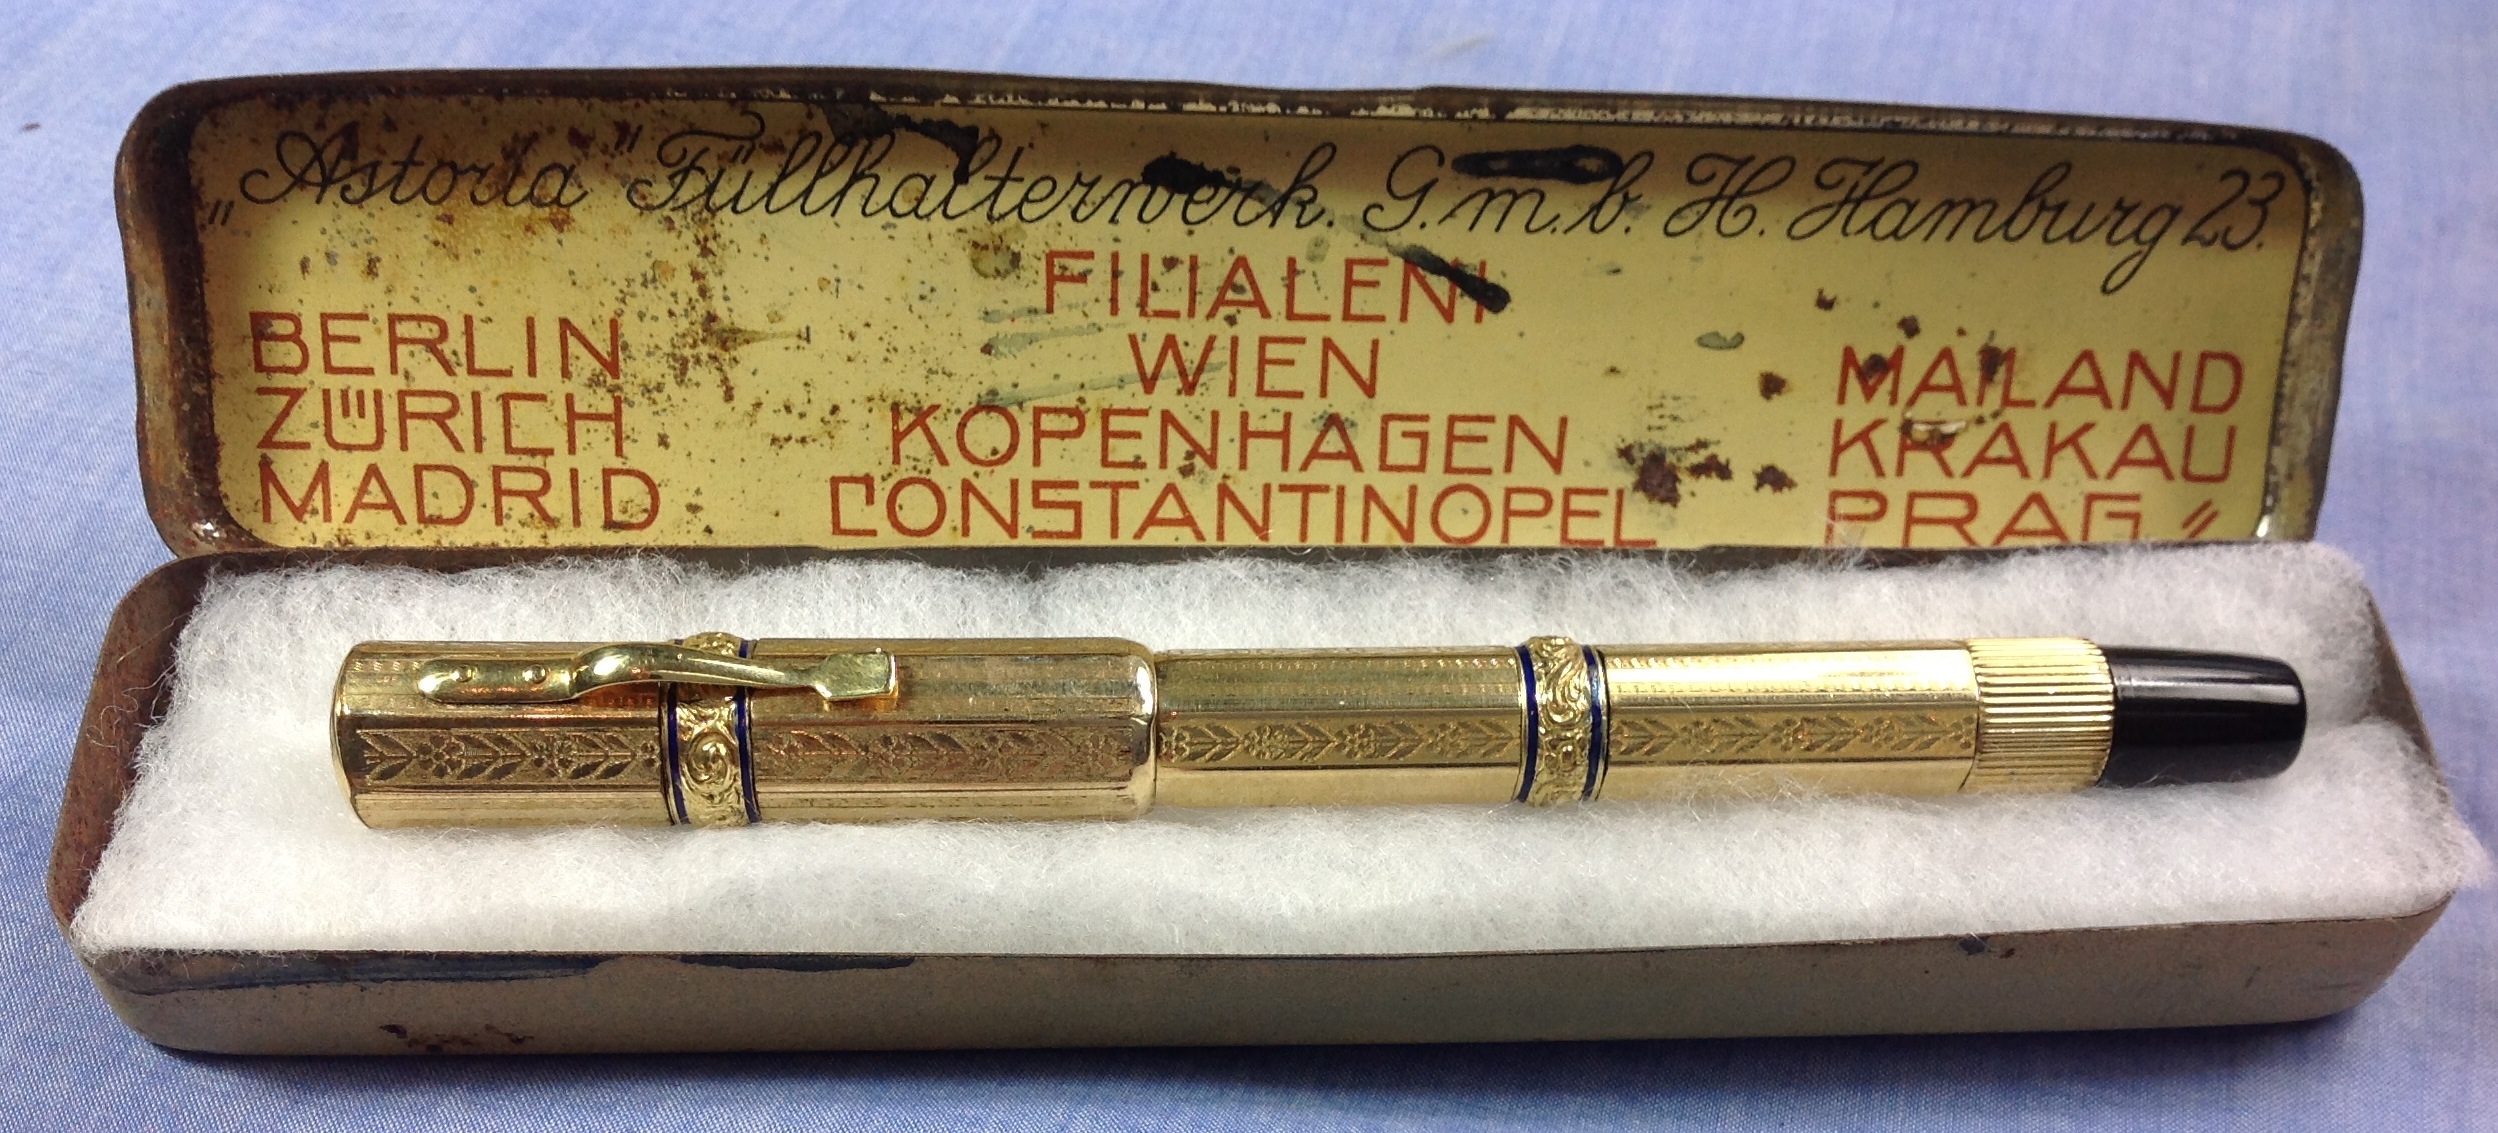 „Astoria" Füllhalterwerk. G.m.b.H. Hamburg 23.
FILIALEN:
BERLIN WIEN MAILAND
ZÜRICH KOPENHAGEN KRAKAU
MADRID CONSTANTINOPEL PRAG